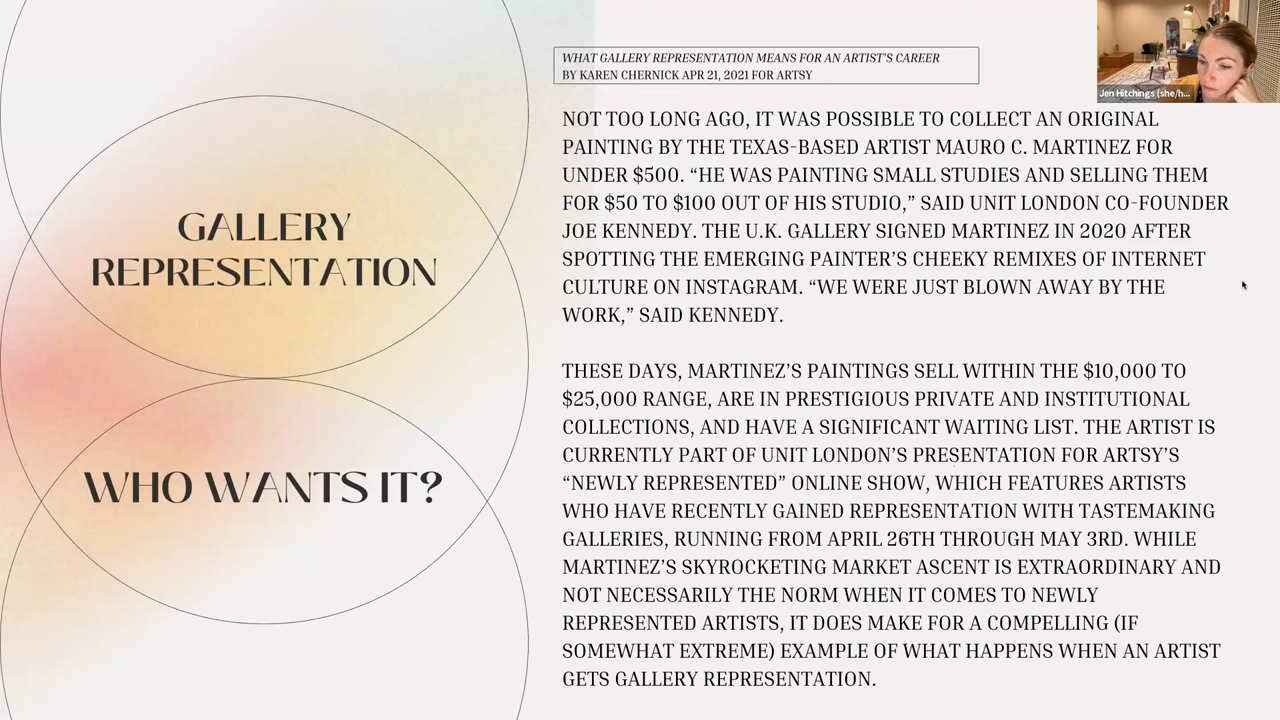 GALLERY
REPRESENTATION
WHO WANTS IT?
WHAT GALLERY REPRESENTATION MEANS FOR AN ARTIST'S CAREER
BY KAREN CHERNICK APR 21, 2021 FOR ARTSY
NOT TOO LONG AGO, IT WAS POSSIBLE TO COLLECT AN ORIGINAL
PAINTING BY THE TEXAS-BASED ARTIST MAURO C. MARTINEZ FOR
UNDER $500. “HE WAS PAINTING SMALL STUDIES AND SELLING THEM
FOR $50 TO $100 OUT OF HIS STUDIO,” SAID UNIT LONDON CO-FOUNDER
JOE KENNEDY. THE U.K. GALLERY SIGNED MARTINEZ IN 2020 AFTER
SPOTTING THE EMERGING PAINTER’S CHEEKY REMIXES OF INTERNET
CULTURE ON INSTAGRAM. “WE WERE JUST BLOWN AWAY BY THE
WORK,” SAID KENNEDY.
THESE DAYS, MARTINEZ’S PAINTINGS SELL WITHIN THE $10,000 TO
$25,000 RANGE, ARE IN PRESTIGIOUS PRIVATE AND INSTITUTIONAL
COLLECTIONS, AND HAVE A SIGNIFICANT WAITING LIST. THE ARTIST IS
CURRENTLY PART OF UNIT LONDON’S PRESENTATION FOR ARTSY’S
“NEWLY REPRESENTED” ONLINE SHOW, WHICH FEATURES ARTISTS
WHO HAVE RECENTLY GAINED REPRESENTATION WITH TASTEMAKING
GALLERIES, RUNNING FROM APRIL 26TH THROUGH MAY 3RD. WHILE
MARTINEZ’S SKYROCKETING MARKET ASCENT IS EXTRAORDINARY AND
NOT NECESSARILY THE NORM WHEN IT COMES TO NEWLY
REPRESENTED ARTISTS, IT DOES MAKE FOR A COMPELLING (IF
SOMEWHAT EXTREME) EXAMPLE OF WHAT HAPPENS WHEN AN ARTIST
GETS GALLERY REPRESENTATION.
Jen Hitchings (she/h...